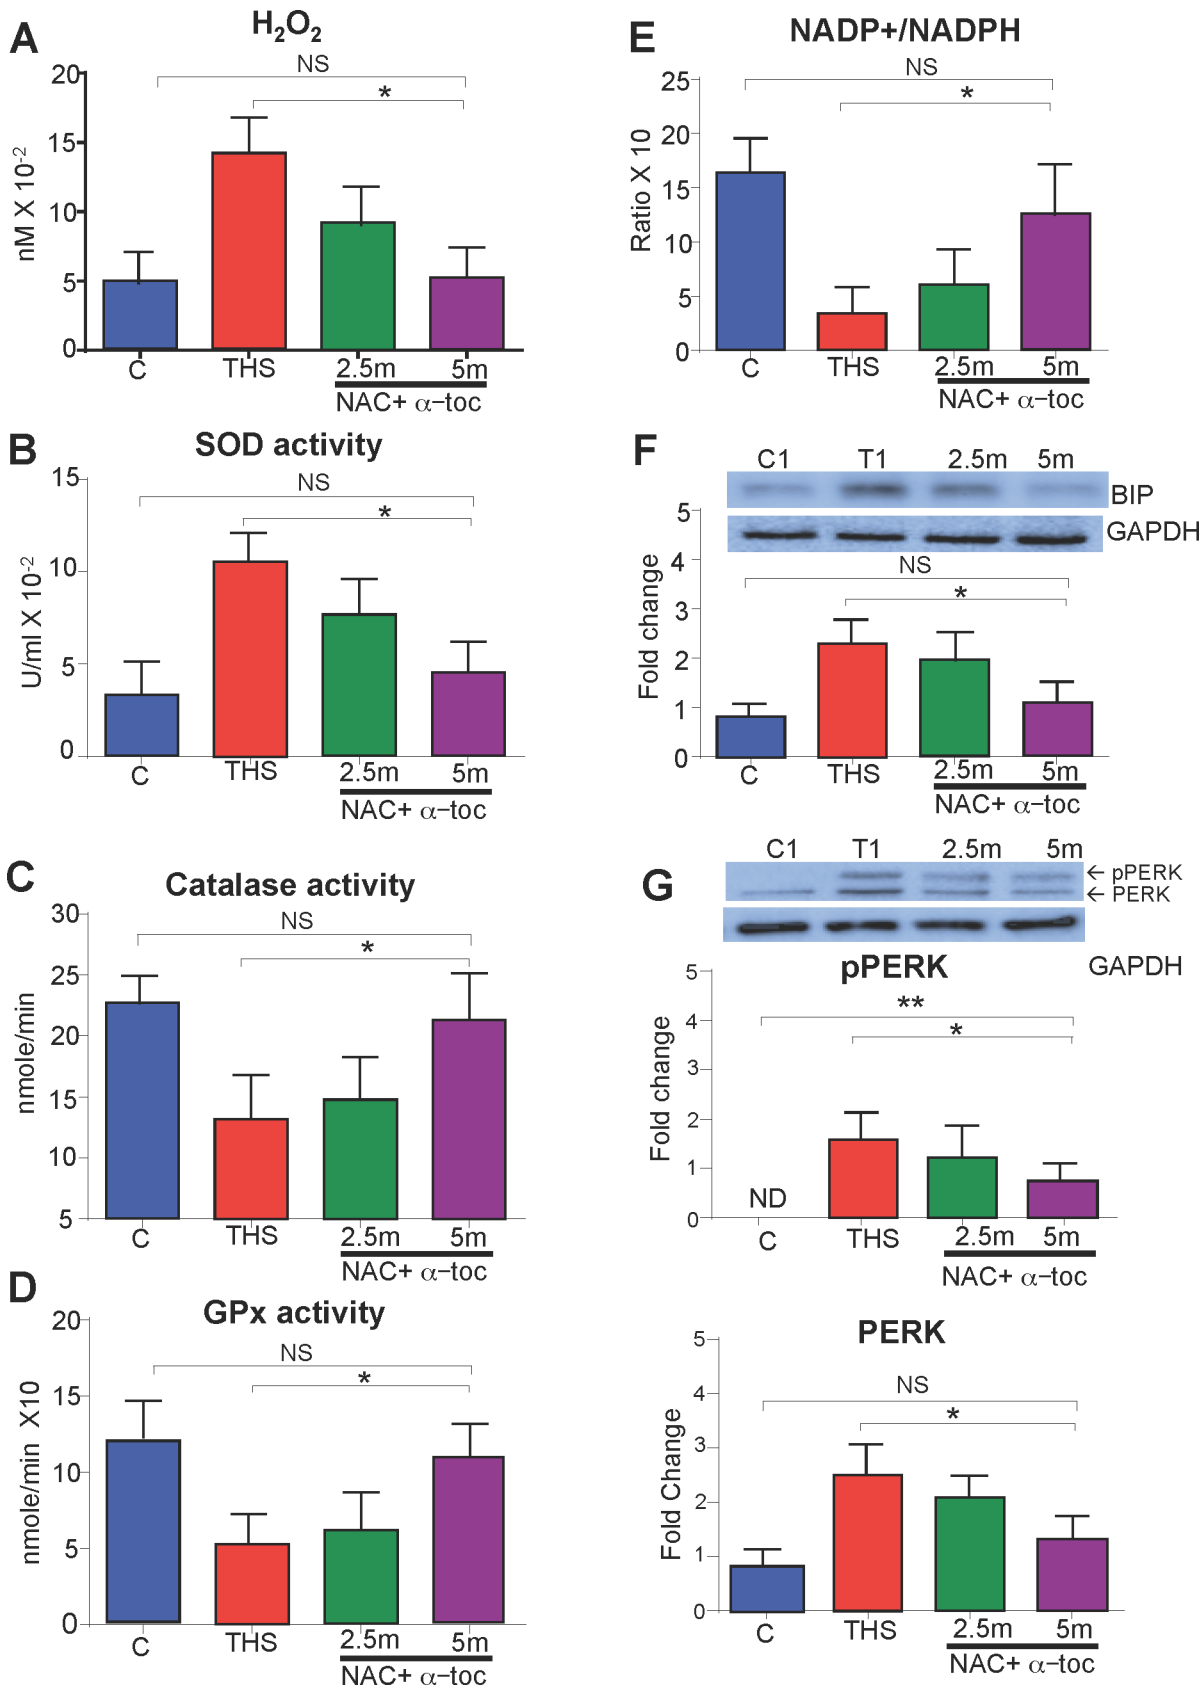 A
H₂O₂
NS
*
20
15
10
5
0
nM X 10⁻²
C
THS
2.5m
5m
NAC+ α−toc
B
SOD activity
NS
*
15
10
5
0
U/ml X 10⁻²
C
THS
2.5m
5m
NAC+ α−toc
C
Catalase activity
NS
*
30
25
20
15
10
5
nmole/min
C
THS
2.5m
5m
NAC+ α−toc
D
GPx activity
NS
*
20
15
10
5
0
nmole/min X10
C
THS
2.5m
5m
NAC+ α−toc
E
NADP+/NADPH
NS
*
25
20
15
10
5
0
Ratio X 10
C
THS
2.5m
5m
NAC+ α−toc
F
C1 T1 2.5m 5m
BIP
GAPDH
NS
*
5
4
3
2
1
0
Fold change
C
THS
2.5m
5m
NAC+ α−toc
G
C1 T1 2.5m 5m
← pPERK
← PERK
GAPDH
pPERK
**
*
5
4
3
2
1
0
Fold change
ND
C
THS
2.5m
5m
NAC+ α−toc
PERK
NS
*
5
4
3
2
1
0
Fold Change
C
THS
2.5m
5m
NAC+ α−toc